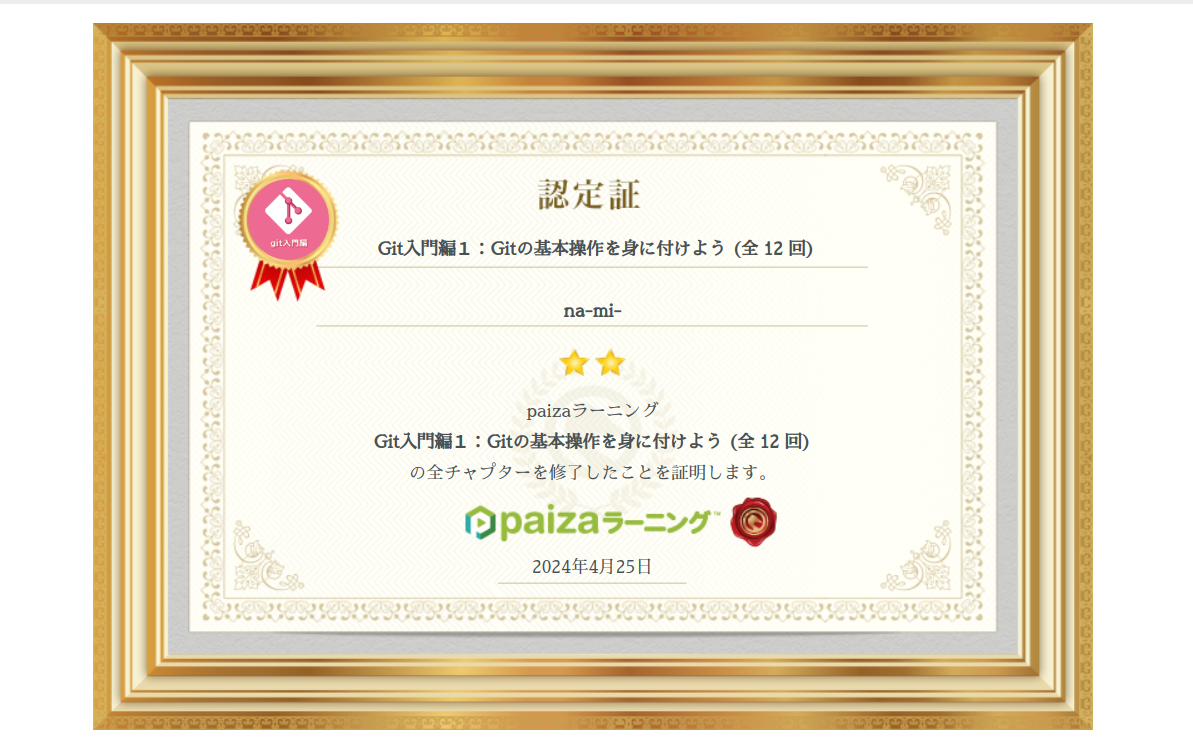 認定証
git入門編
Git入門編１：Gitの基本操作を身に付けよう (全 12 回)
na-mi-
paizaラーニング
Git入門編１：Gitの基本操作を身に付けよう (全 12 回)
の全チャプターを修了したことを証明します。
paizaラーニング™
2024年4月25日